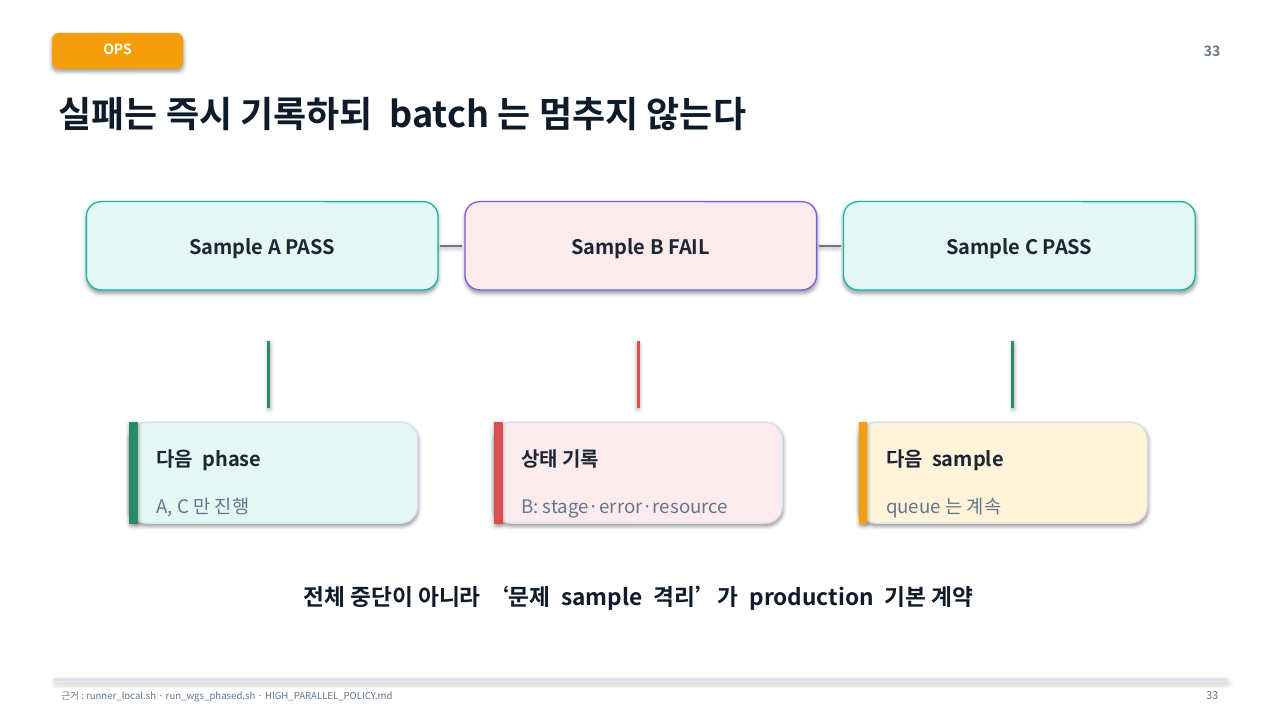 OPS
33
실패는 즉시 기록하되 batch 는 멈추지 않는다
Sample A PASS
Sample B FAIL
Sample C PASS
다음 phase
A, C 만 진행
상태 기록
B: stage·error·resource
다음 sample
queue 는 계속
전체 중단이 아니라 ‘문제 sample 격리’가 production 기본 계약
근거 : runner_local.sh · run_wgs_phased.sh · HIGH_PARALLEL_POLICY.md
33